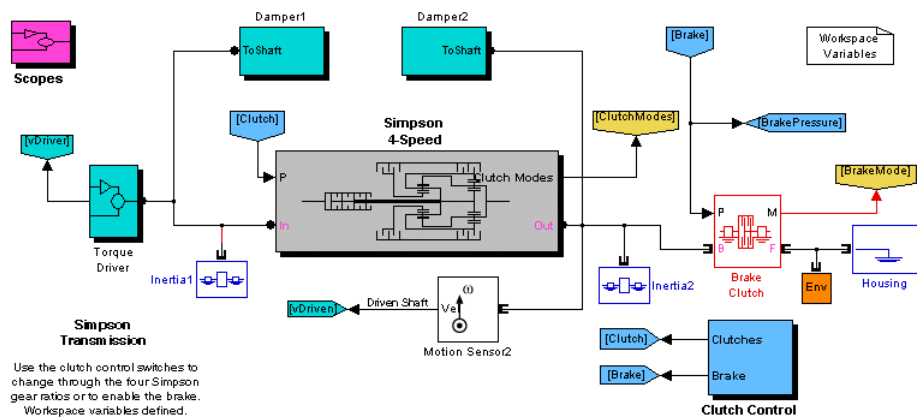 Damper1
Damper2
ToShaft
ToShaft
[Brake]
Workspace
Variables
Scopes
[Clutch]
Simpson
4-Speed
[ClutchModes]
[BrakePressure]
[vDriver]
[BrakeMode]
P
Clutch Modes
P
M
In
Out
B
F
Torque
Driver
Inertia1
Inertia2
Brake
Clutch
Env
Housing
[vDriven]
Driven Shaft
Vel
ω
Motion Sensor2
Simpson
Transmission
Use the clutch control switches to
change through the four Simpson
gear ratios or to enable the brake.
Workspace variables defined.
[Clutch]
Clutches
[Brake]
Brake
Clutch Control